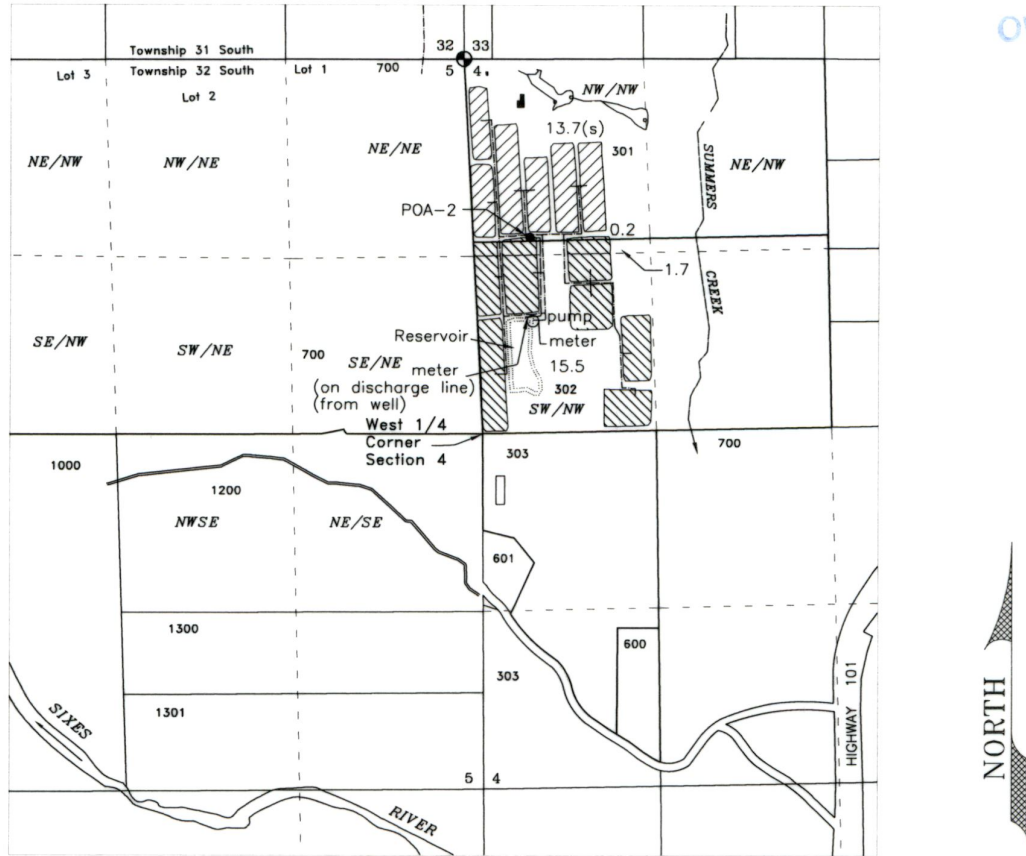 OW
Township 31 South
32 33
Lot 3
Township 32 South
Lot 1
700
5 4
Lot 2
NW/NW
13.7(s)
301
NE/NW
NW/NE
NE/NE
SUMMERS
NE/NW
POA-2
0.2
1.7
CREEK
pump
Reservoir
meter
SE/NW
SW/NE
700
SE/NE
meter
15.5
(on discharge line)
302
(from well)
SW/NW
West 1/4
Corner
Section 4
700
303
1000
1200
NWSE
NE/SE
601
1300
600
303
1301
HIGHWAY 101
SIXES
5 4
RIVER
NORTH